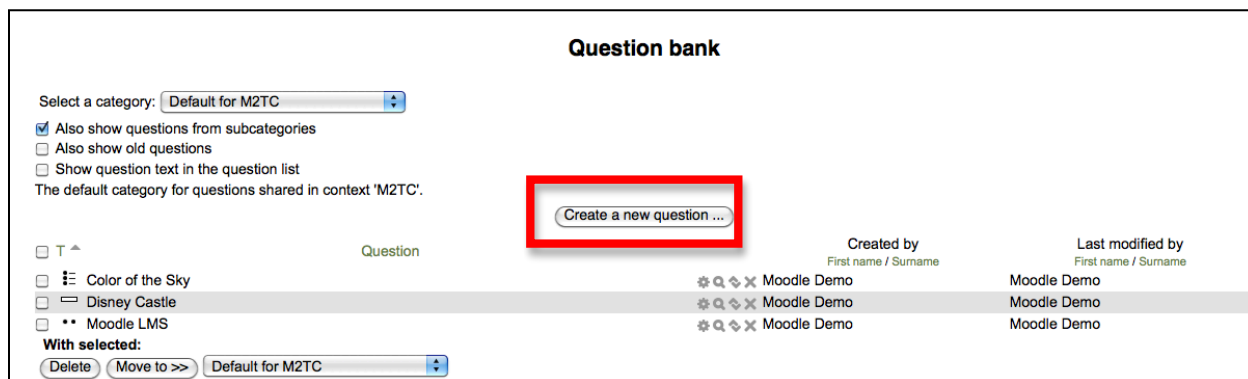 Question bank
Select a category: Default for M2TC
Also show questions from subcategories
Also show old questions
Show question text in the question list
The default category for questions shared in context 'M2TC'.
Create a new question ...
T Question Created by Last modified by
First name / Surname First name / Surname
Color of the Sky Moodle Demo Moodle Demo
Disney Castle Moodle Demo Moodle Demo
Moodle LMS Moodle Demo Moodle Demo
With selected:
Delete Move to >> Default for M2TC